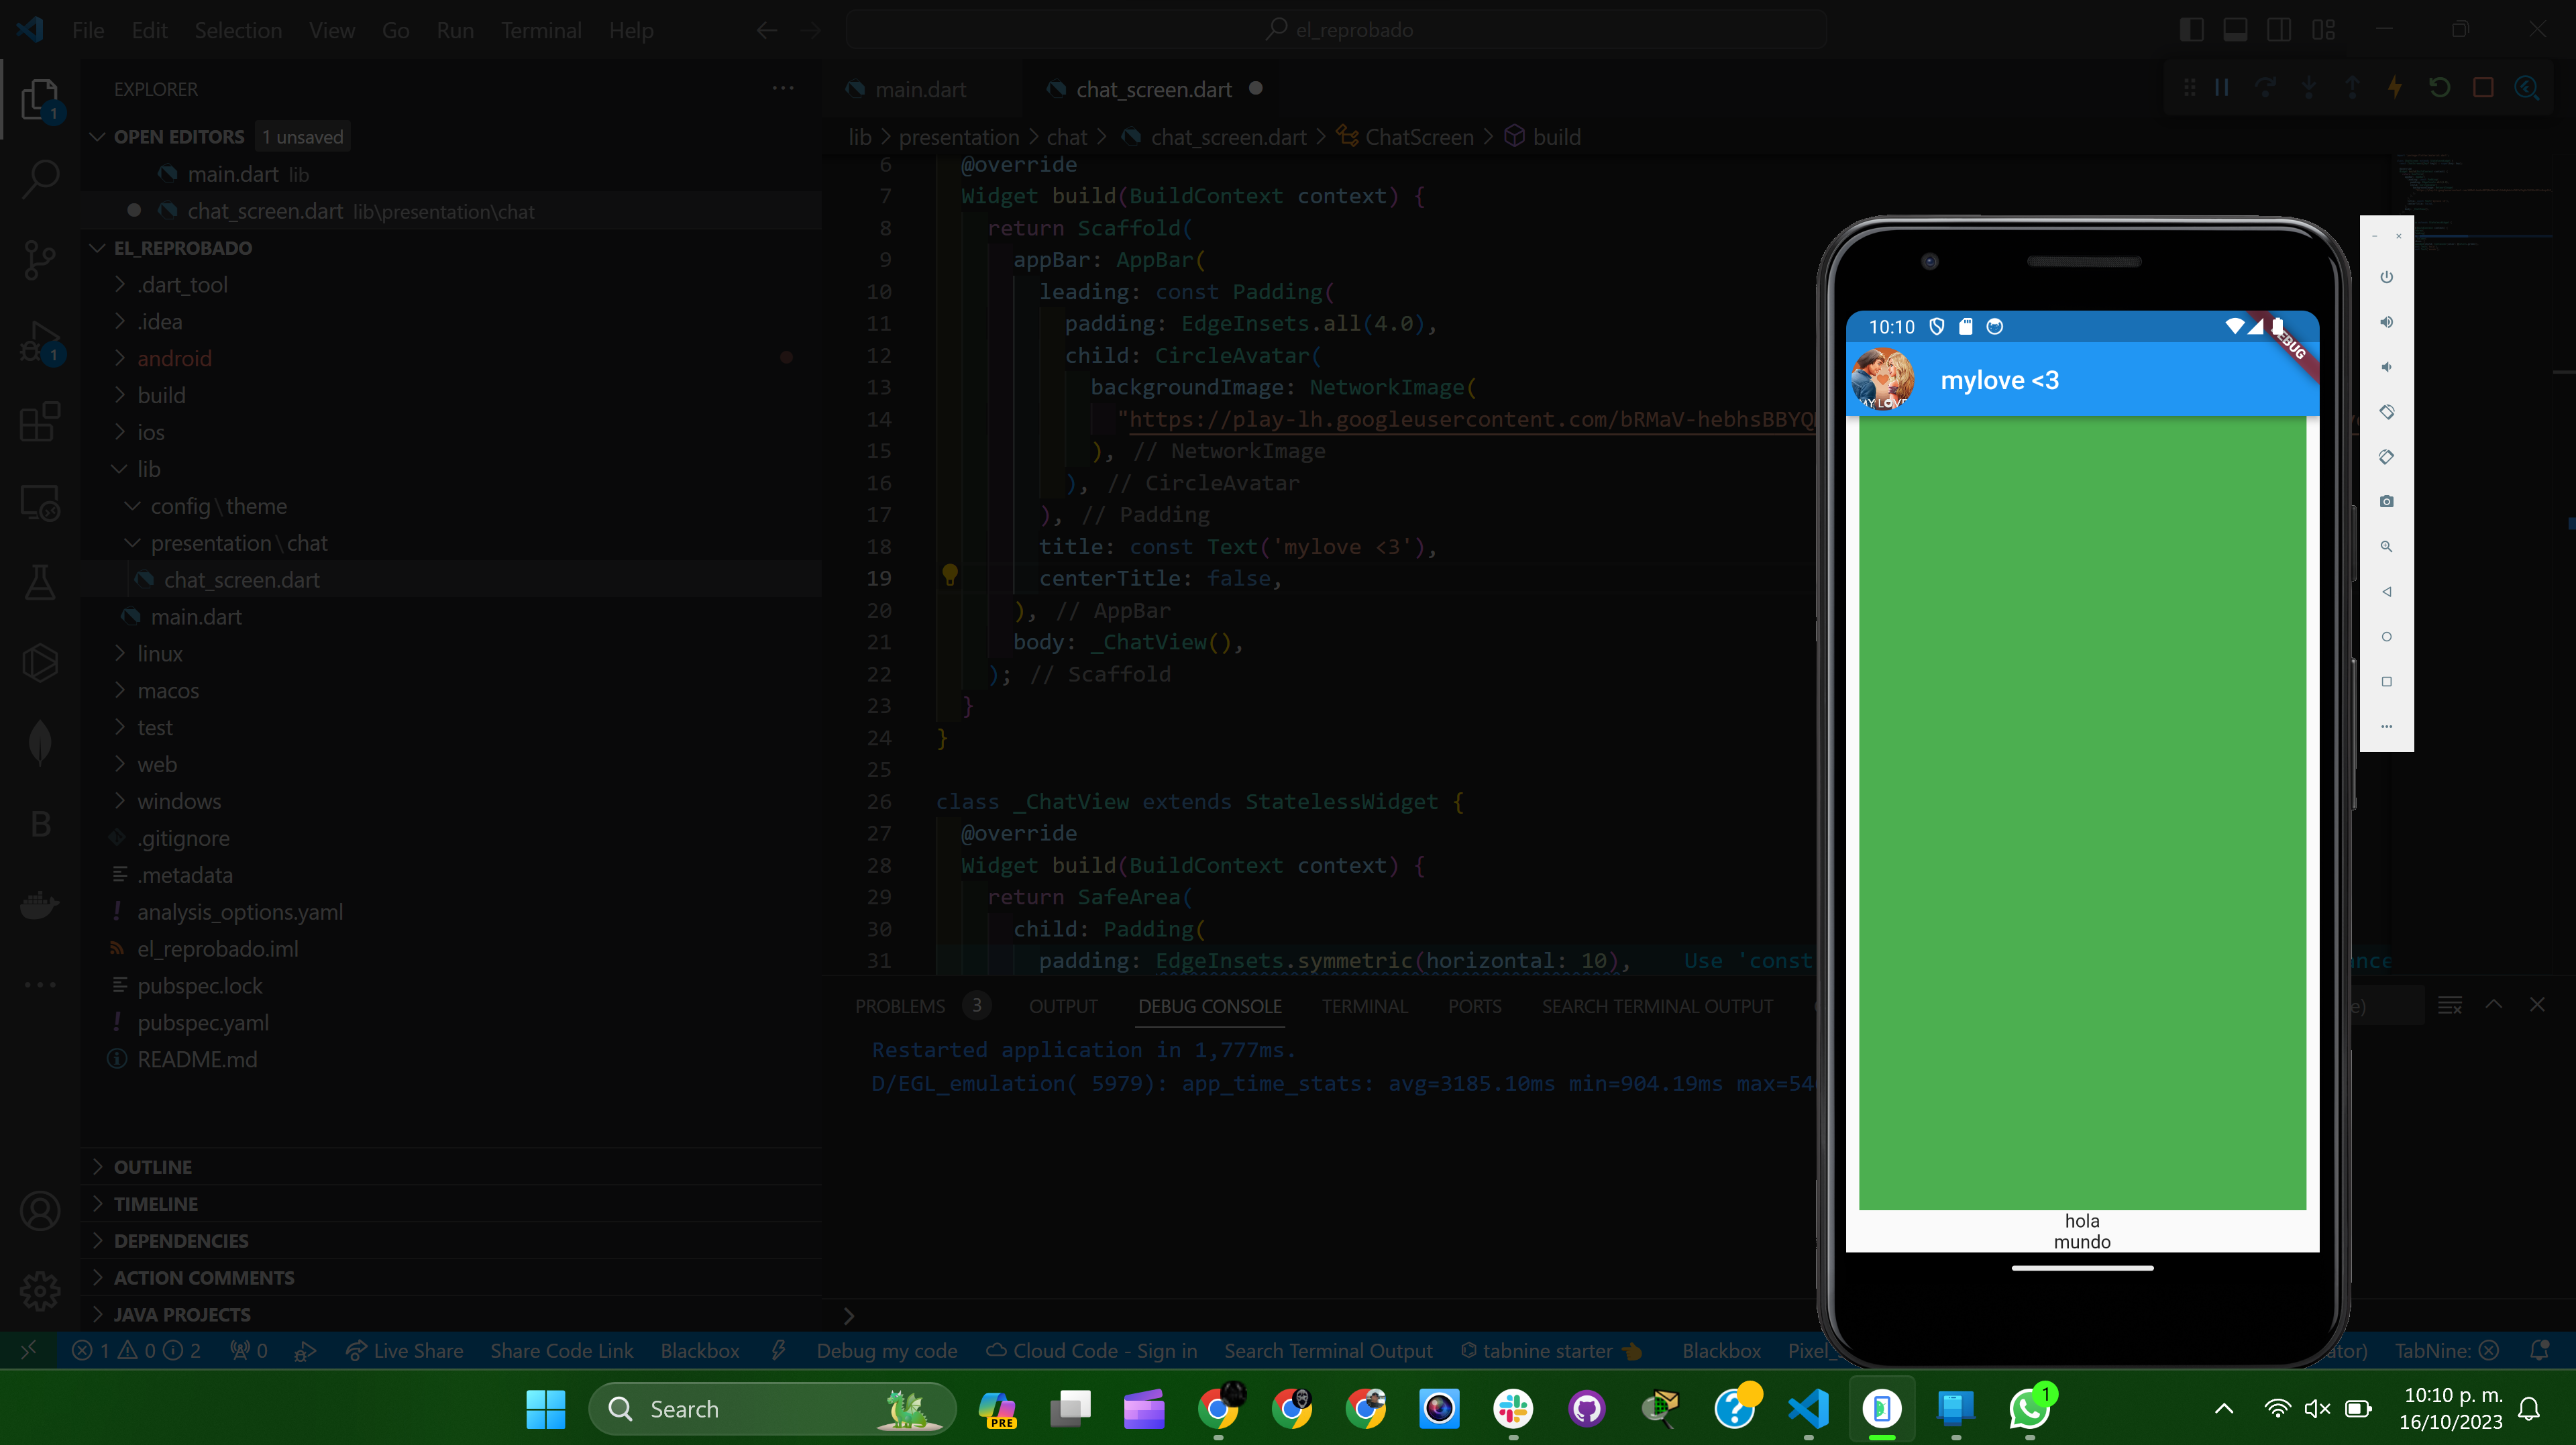 File Edit Selection View Go Run Terminal Help
el_reprobado
EXPLORER
OPEN EDITORS 1 unsaved
main.dart lib
chat_screen.dart lib\presentation\chat
EL_REPROBADO
.dart_tool
.idea
android
build
ios
lib
config\theme
presentation\chat
chat_screen.dart
main.dart
linux
macos
test
web
windows
.gitignore
.metadata
analysis_options.yaml
el_reprobado.iml
pubspec.lock
pubspec.yaml
README.md
OUTLINE
TIMELINE
DEPENDENCIES
ACTION COMMENTS
JAVA PROJECTS
1
1
B
main.dart chat_screen.dart
lib > presentation > chat > chat_screen.dart > ChatScreen > build
6 @override
7 Widget build(BuildContext context) {
8 return Scaffold(
9 appBar: AppBar(
10 leading: const Padding(
11 padding: EdgeInsets.all(4.0),
12 child: CircleAvatar(
13 backgroundImage: NetworkImage(
14 "https://play-lh.googleusercontent.com/bRMaV-hebhsBBYQ
15 ), // NetworkImage
16 ), // CircleAvatar
17 ), // Padding
18 title: const Text('mylove <3'),
19 centerTitle: false,
20 ), // AppBar
21 body: _ChatView(),
22 ); // Scaffold
23 }
24 }
25
26 class _ChatView extends StatelessWidget {
27 @override
28 Widget build(BuildContext context) {
29 return SafeArea(
30 child: Padding(
31 padding: EdgeInsets.symmetric(horizontal: 10), Use 'const
PROBLEMS 3 OUTPUT DEBUG CONSOLE TERMINAL PORTS SEARCH TERMINAL OUTPUT
Restarted application in 1,777ms.
D/EGL_emulation( 5979): app_time_stats: avg=3185.10ms min=904.19ms max=54
10:10
EBUG
MY LOVE
mylove <3
hola
mundo
1 0 2 0 Live Share Share Code Link Blackbox Debug my code Cloud Code - Sign in Search Terminal Output tabnine starter Blackbox Pixel_ ator) TabNine:
Search
PRE
1
10:10 p. m.
16/10/2023